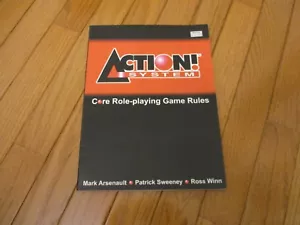 ACTION!
SYSTEM
Core Role-playing Game Rules
Mark Arsenault • Patrick Sweeney • Ross Winn